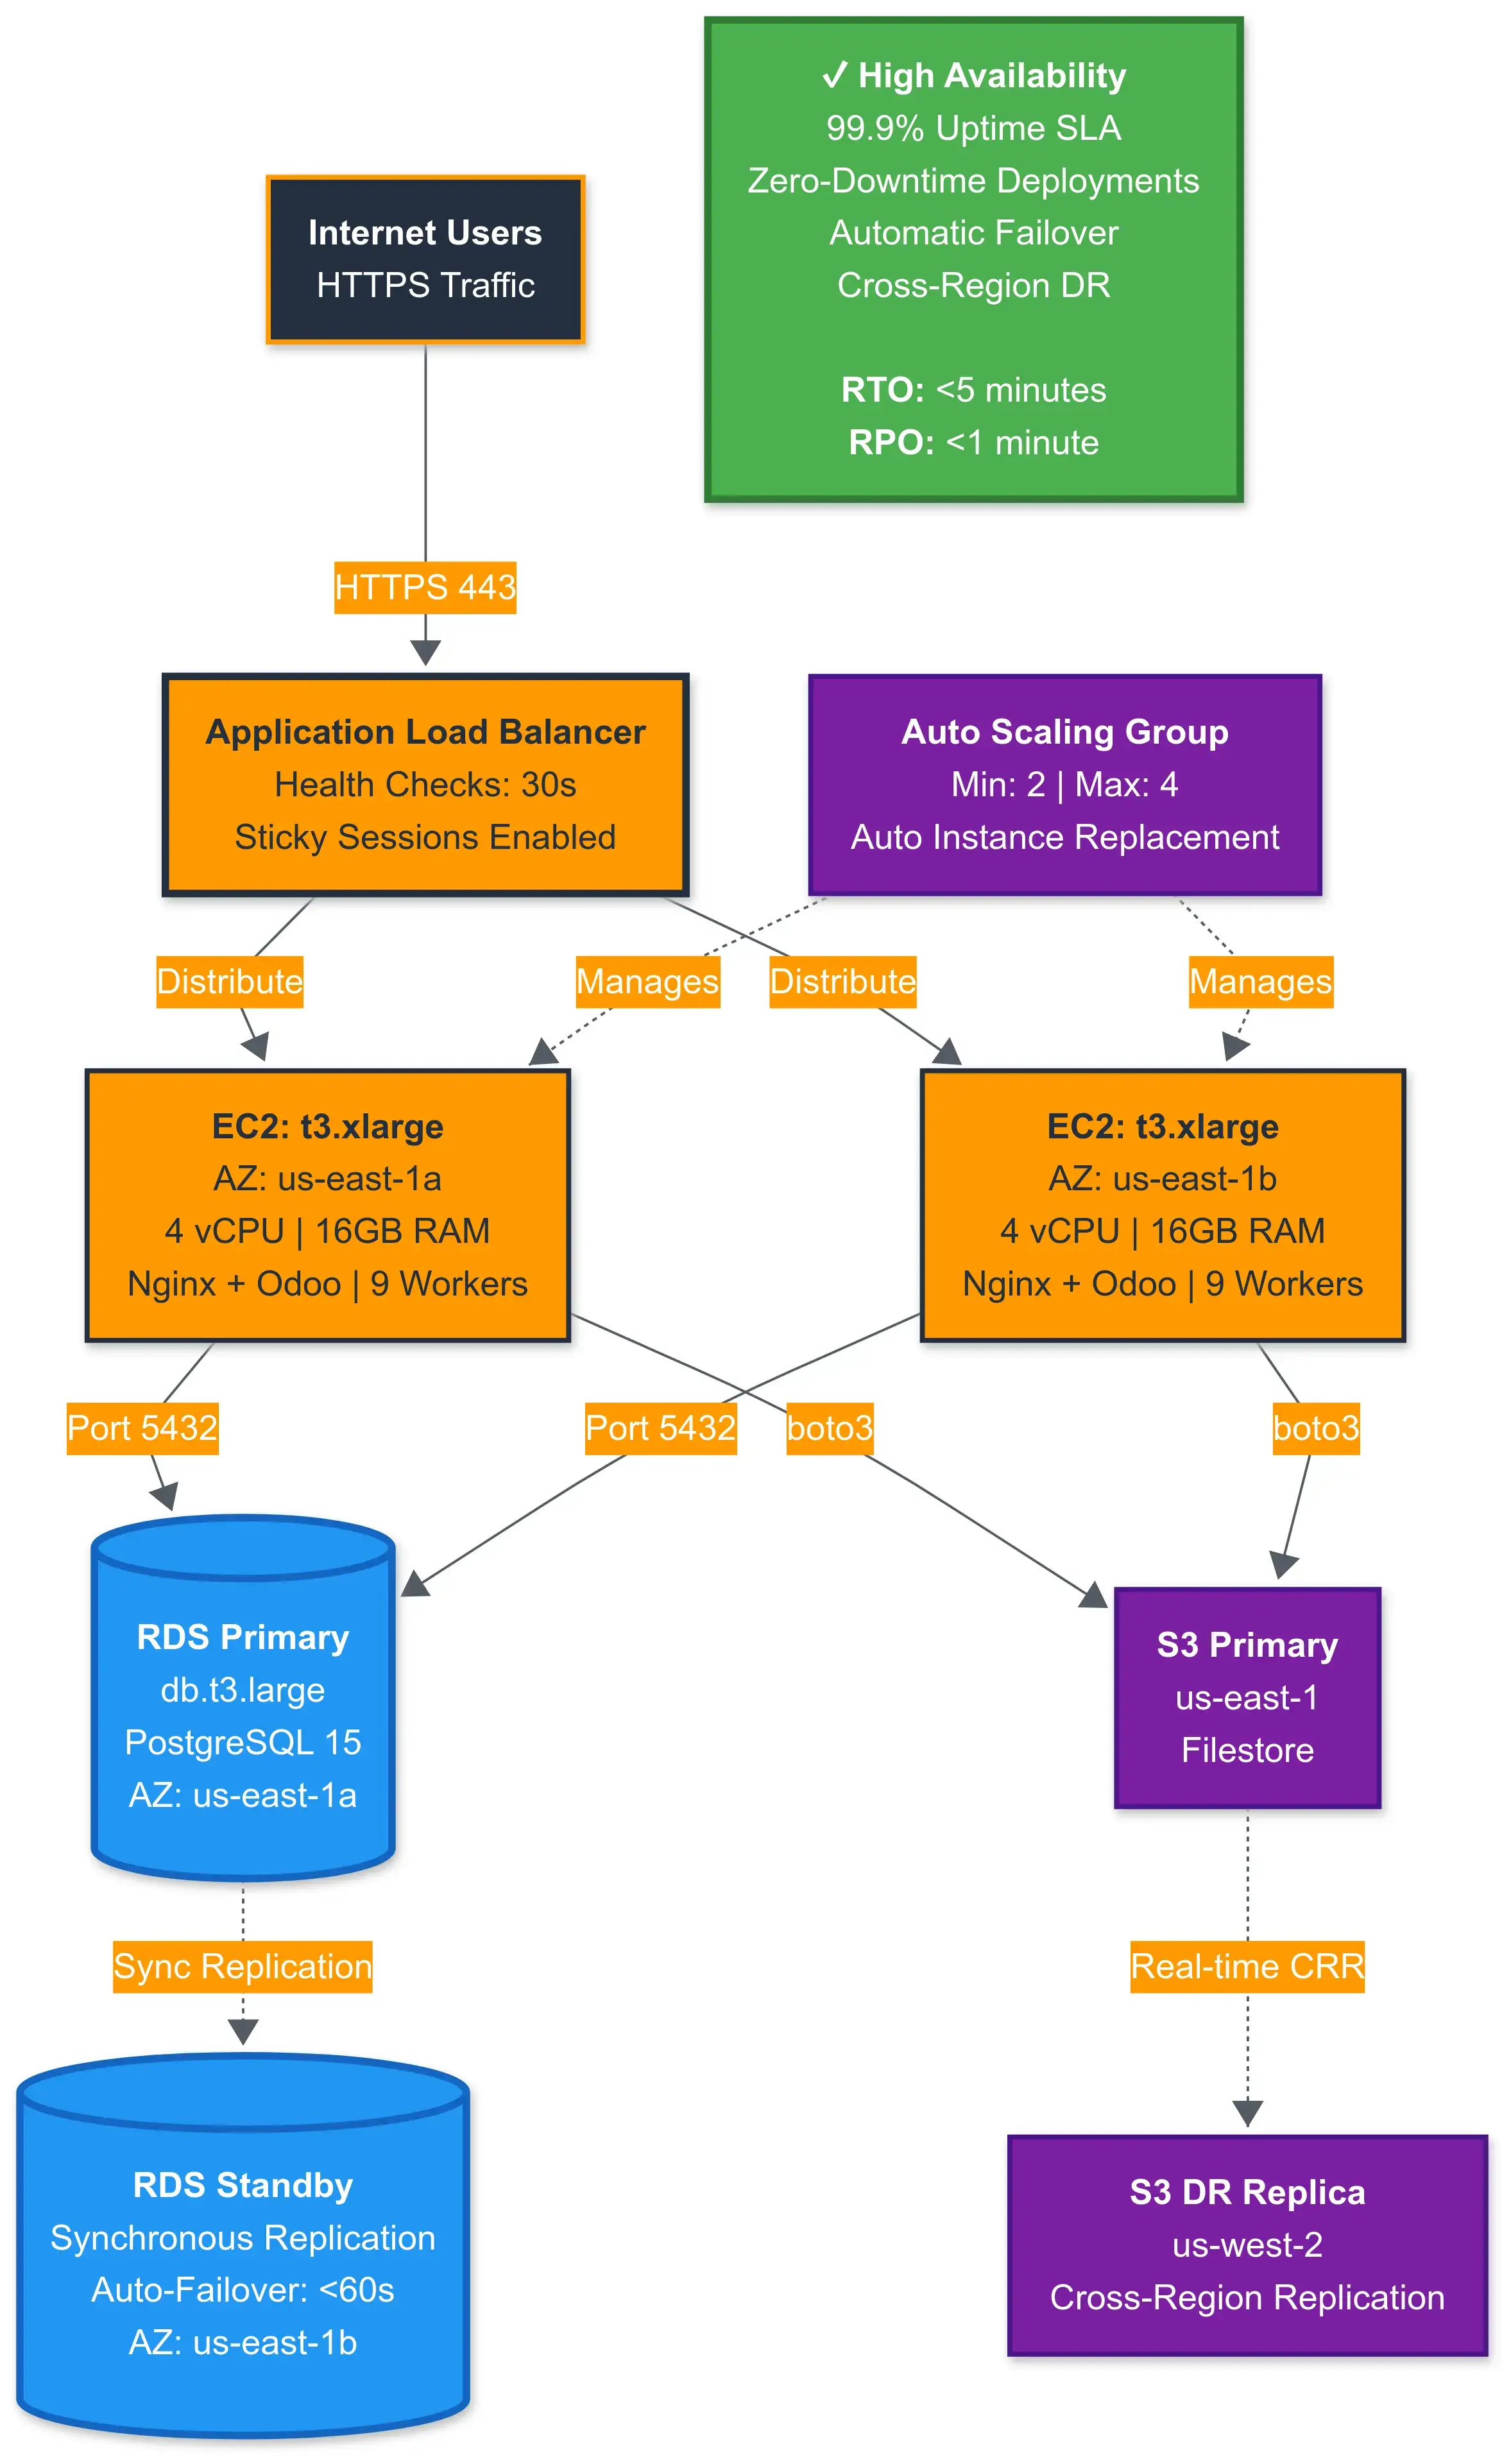 ✓ High Availability
99.9% Uptime SLA
Zero-Downtime Deployments
Automatic Failover
Cross-Region DR
RTO: <5 minutes
RPO: <1 minute
Internet Users
HTTPS Traffic
HTTPS 443
Application Load Balancer
Health Checks: 30s
Sticky Sessions Enabled
Auto Scaling Group
Min: 2 | Max: 4
Auto Instance Replacement
Distribute
Manages
Distribute
Manages
EC2: t3.xlarge
AZ: us-east-1a
4 vCPU | 16GB RAM
Nginx + Odoo | 9 Workers
EC2: t3.xlarge
AZ: us-east-1b
4 vCPU | 16GB RAM
Nginx + Odoo | 9 Workers
Port 5432
Port 5432
boto3
boto3
RDS Primary
db.t3.large
PostgreSQL 15
AZ: us-east-1a
S3 Primary
us-east-1
Filestore
Sync Replication
Real-time CRR
RDS Standby
Synchronous Replication
Auto-Failover: <60s
AZ: us-east-1b
S3 DR Replica
us-west-2
Cross-Region Replication